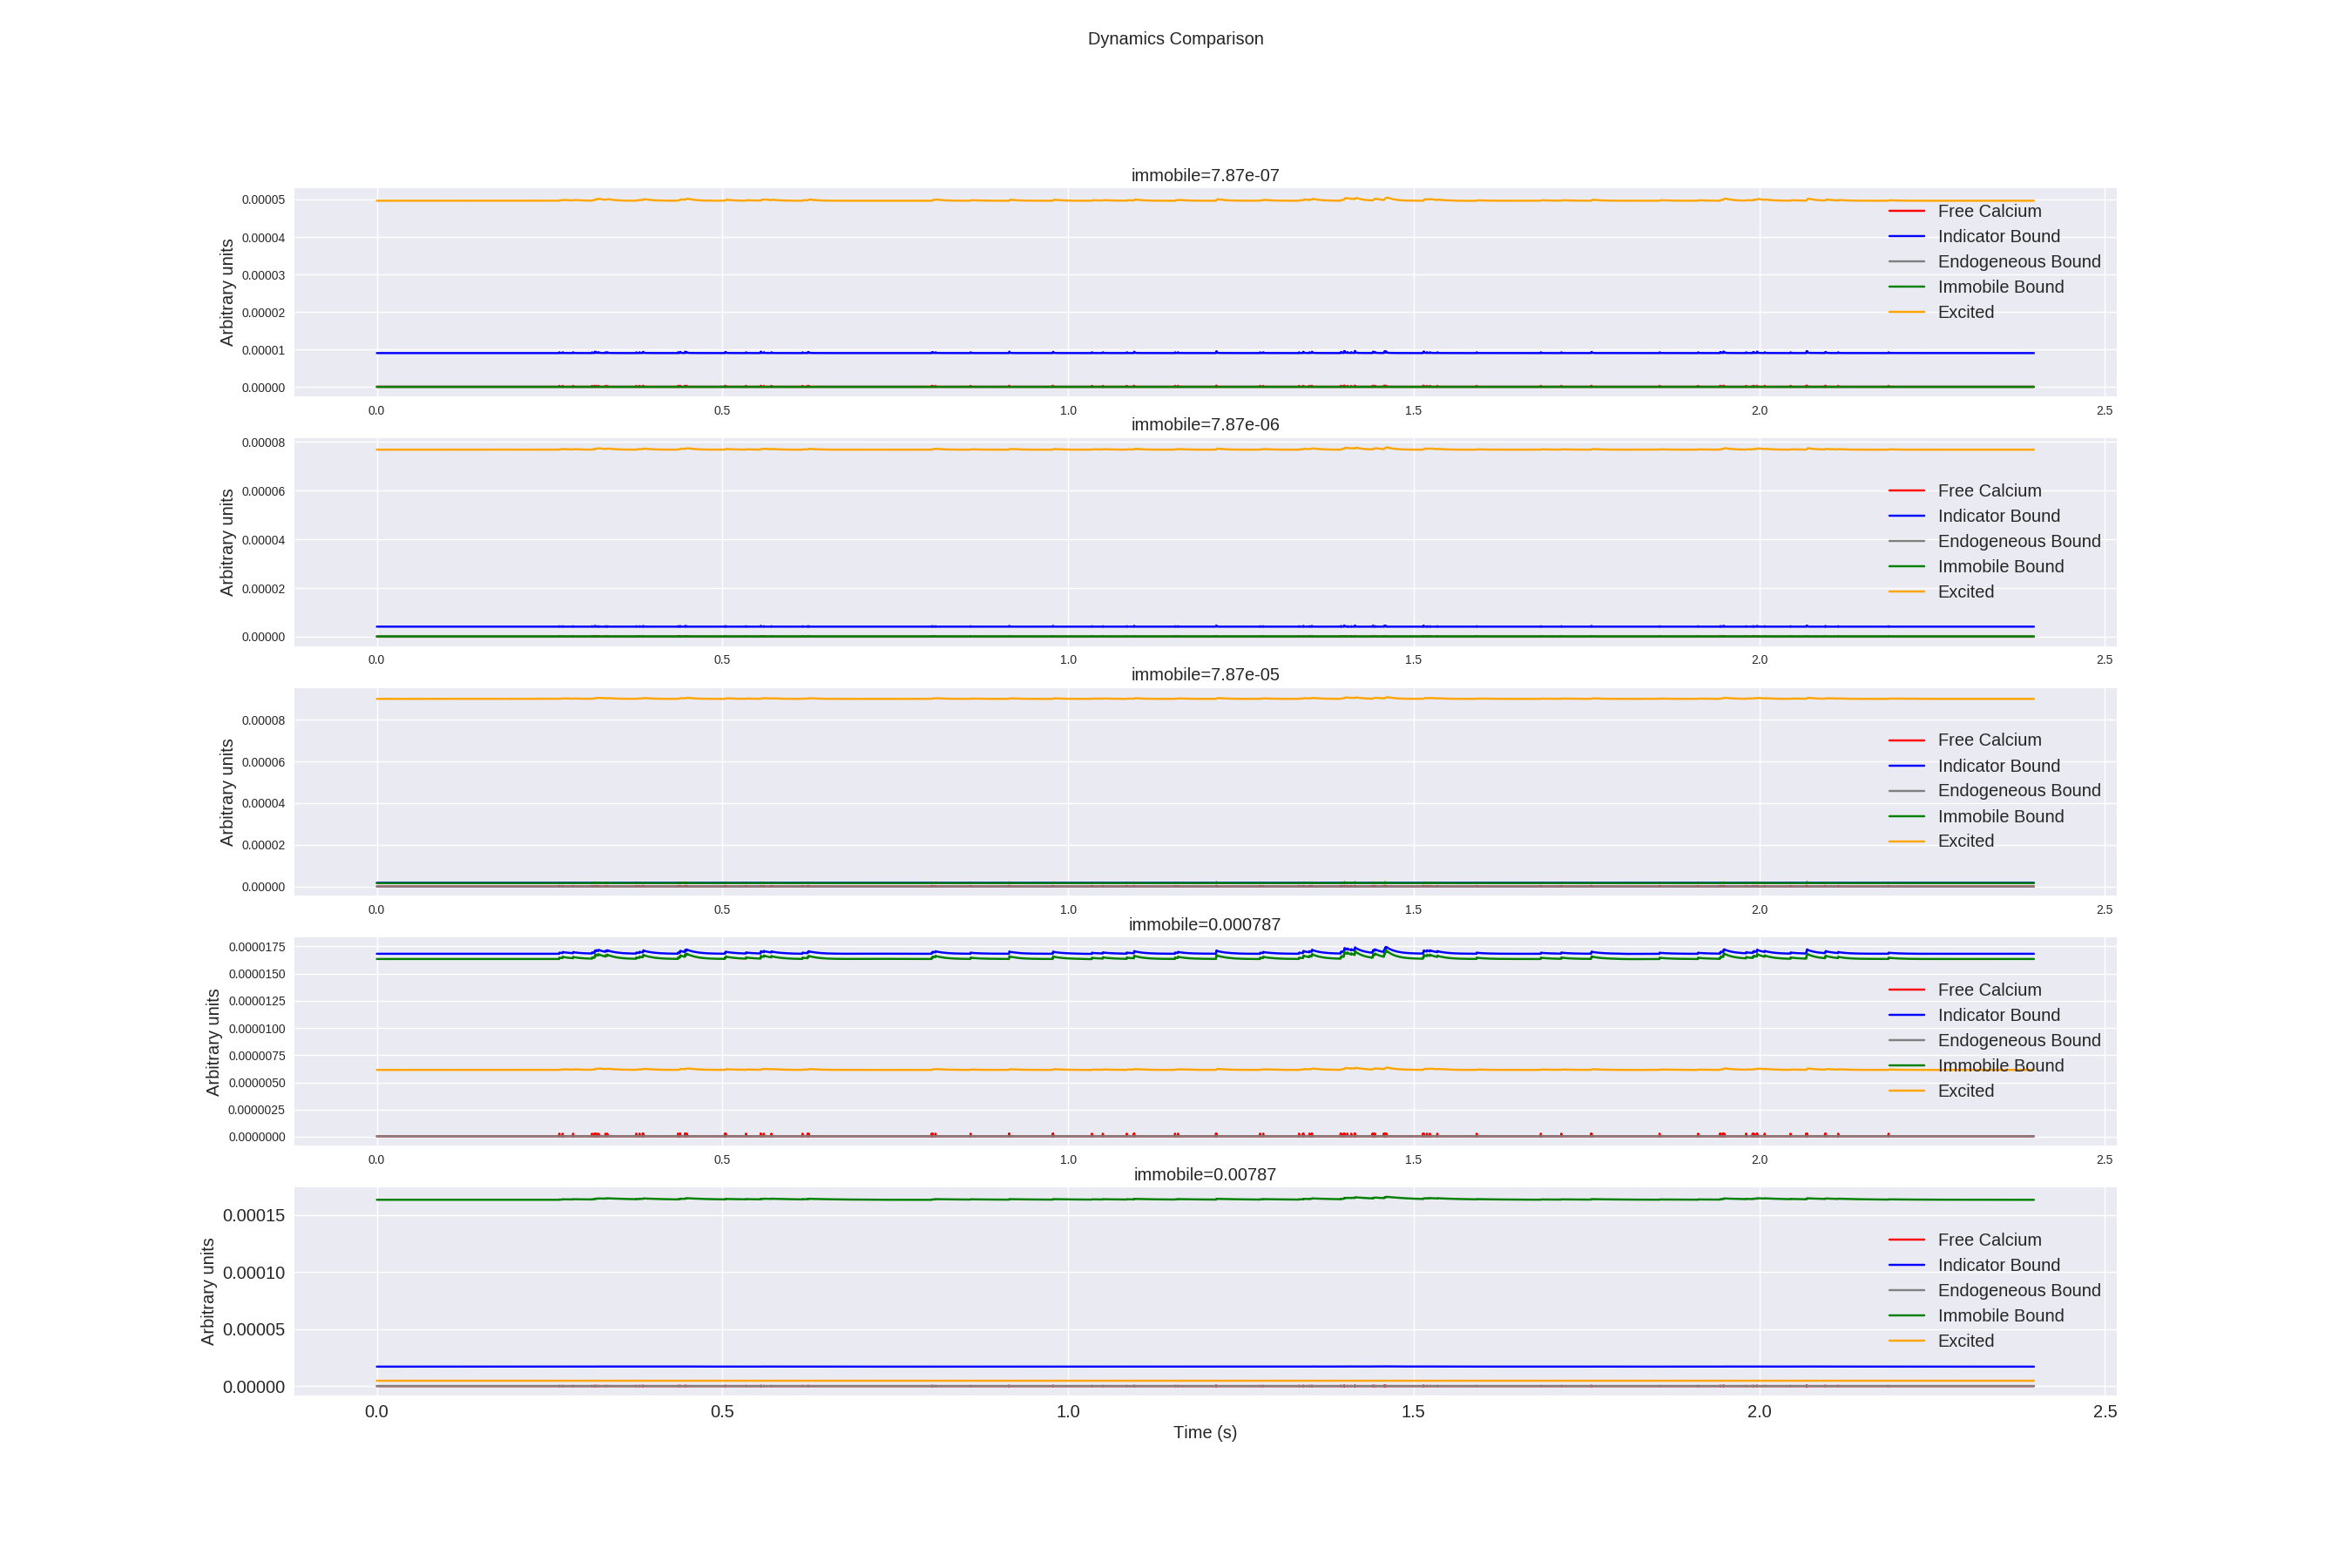 Dynamics Comparison
immobile=7.87e-07
Arbitrary units
0.00005
0.00004
0.00003
0.00002
0.00001
0.00000
Free Calcium
Indicator Bound
Endogeneous Bound
Immobile Bound
Excited
0.0 0.5 1.0 1.5 2.0 2.5
immobile=7.87e-06
Arbitrary units
0.00008
0.00006
0.00004
0.00002
0.00000
Free Calcium
Indicator Bound
Endogeneous Bound
Immobile Bound
Excited
0.0 0.5 1.0 1.5 2.0 2.5
immobile=7.87e-05
Arbitrary units
0.00008
0.00006
0.00004
0.00002
0.00000
Free Calcium
Indicator Bound
Endogeneous Bound
Immobile Bound
Excited
0.0 0.5 1.0 1.5 2.0 2.5
immobile=0.000787
Arbitrary units
0.0000175
0.0000150
0.0000125
0.0000100
0.0000075
0.0000050
0.0000025
0.0000000
Free Calcium
Indicator Bound
Endogeneous Bound
Immobile Bound
Excited
0.0 0.5 1.0 1.5 2.0 2.5
immobile=0.00787
Arbitrary units
0.00015
0.00010
0.00005
0.00000
Free Calcium
Indicator Bound
Endogeneous Bound
Immobile Bound
Excited
0.0 0.5 1.0 1.5 2.0 2.5
Time (s)